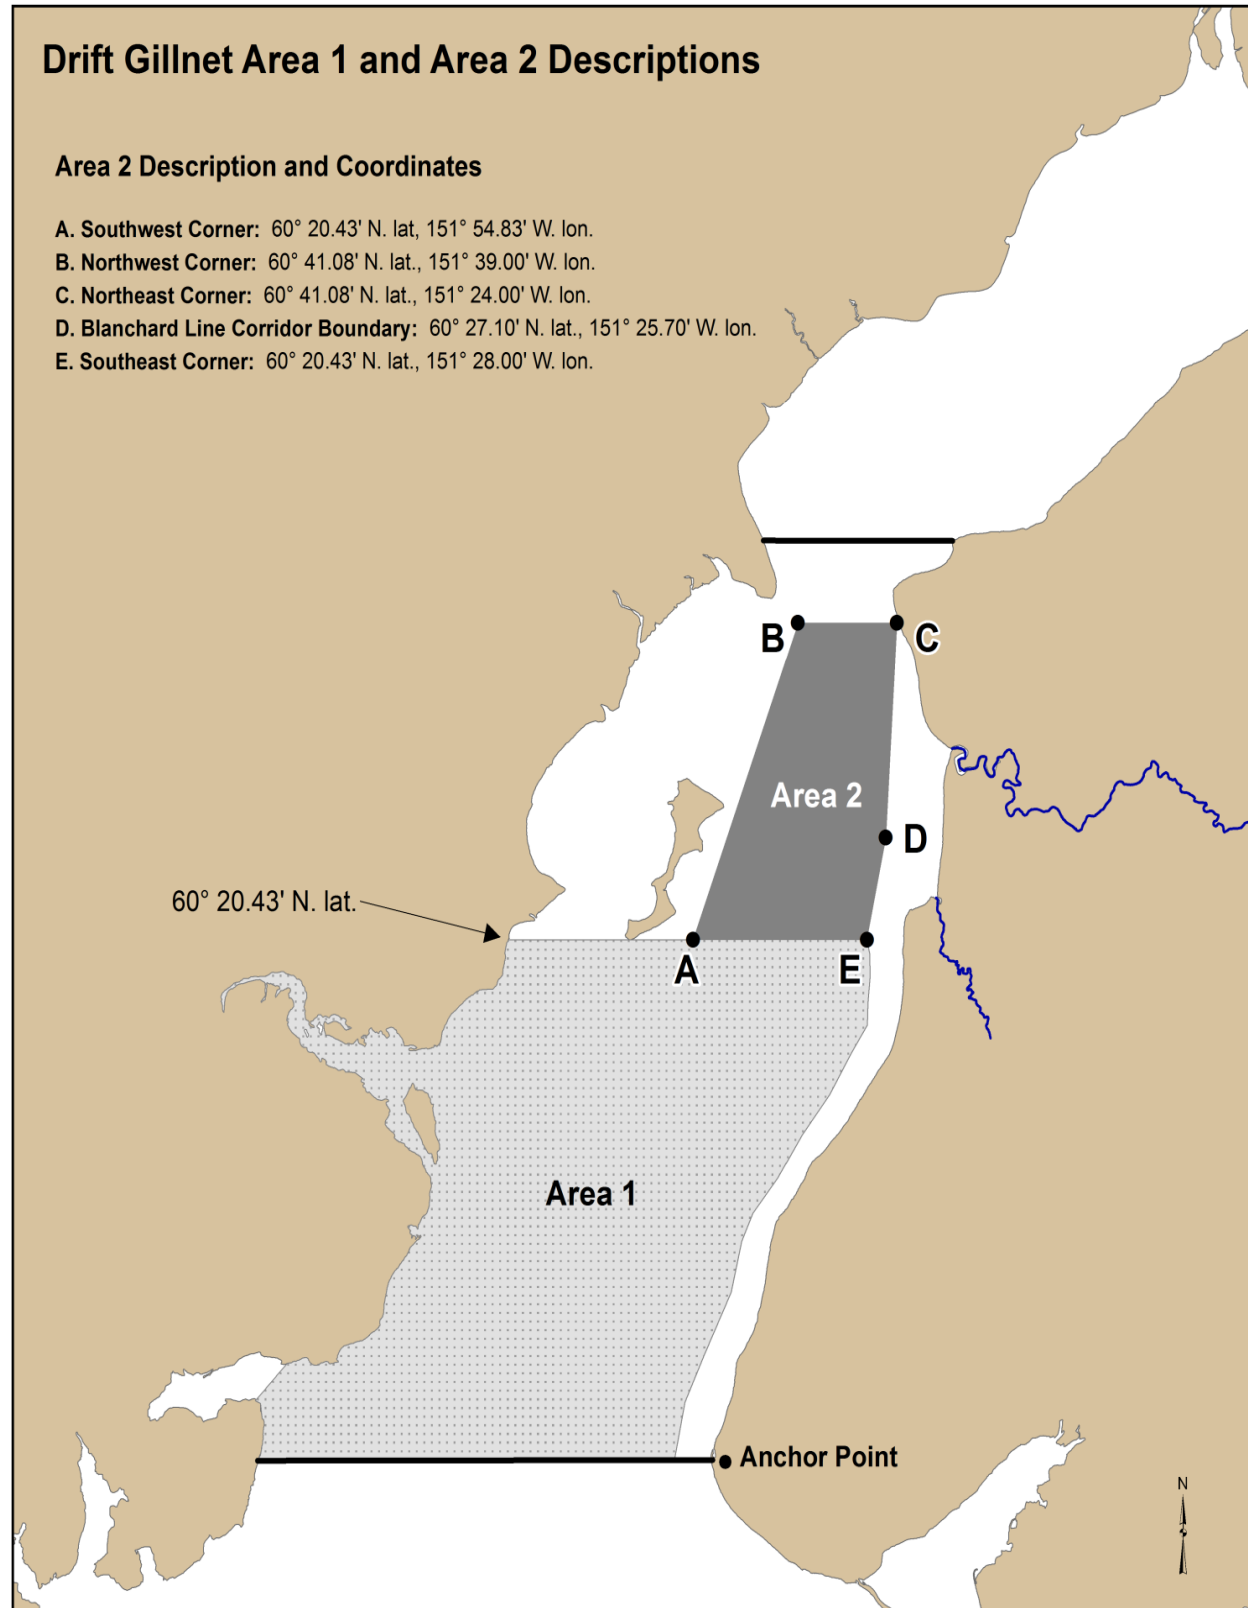 Drift Gillnet Area 1 and Area 2 Descriptions
Area 2 Description and Coordinates
A. Southwest Corner: 60° 20.43' N. lat, 151° 54.83' W. lon.
B. Northwest Corner: 60° 41.08' N. lat., 151° 39.00' W. lon.
C. Northeast Corner: 60° 41.08' N. lat., 151° 24.00' W. lon.
D. Blanchard Line Corridor Boundary: 60° 27.10' N. lat., 151° 25.70' W. lon.
E. Southeast Corner: 60° 20.43' N. lat., 151° 28.00' W. lon.
B
C
Area 2
D
60° 20.43' N. lat.
A
E
Area 1
Anchor Point
N